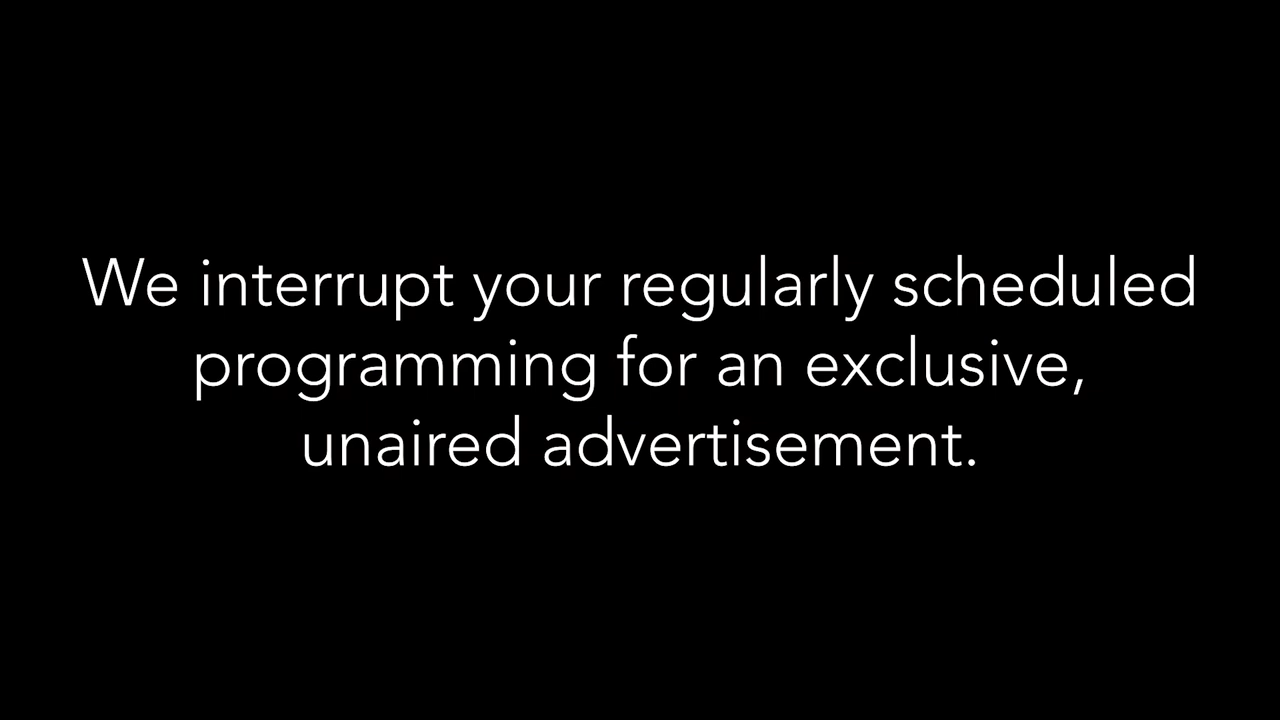 We interrupt your regularly scheduled
programming for an exclusive,
unaired advertisement.